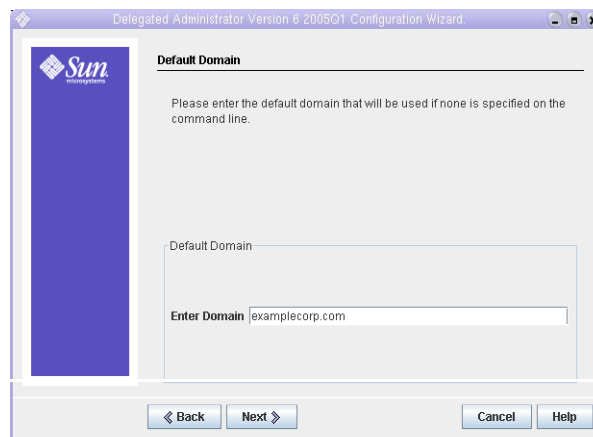 Delegated Administrator Version 6 2005Q1 Configuration Wizard.
Sun
microsystems
Default Domain
Please enter the default domain that will be used if none is specified on the
command line.
Default Domain
Enter Domain examplecorp.com
Back Next Cancel Help